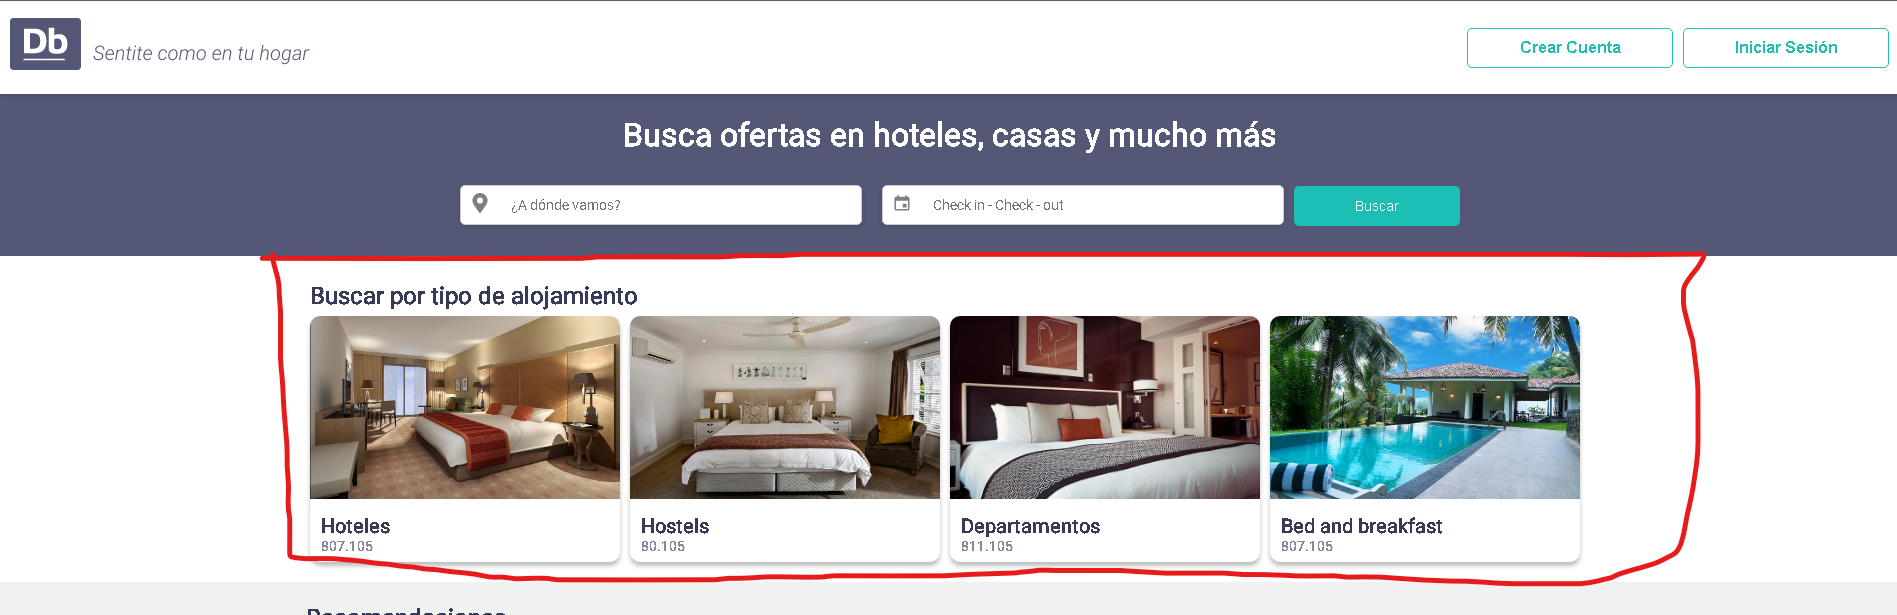 Db
Sentite como en tu hogar
Crear Cuenta
Iniciar Sesión
Busca ofertas en hoteles, casas y mucho más
¿A dónde vamos?
Check in - Check - out
Buscar
Buscar por tipo de alojamiento
Hoteles
807.105
Hostels
80.105
Departamentos
811.105
Bed and breakfast
807.105